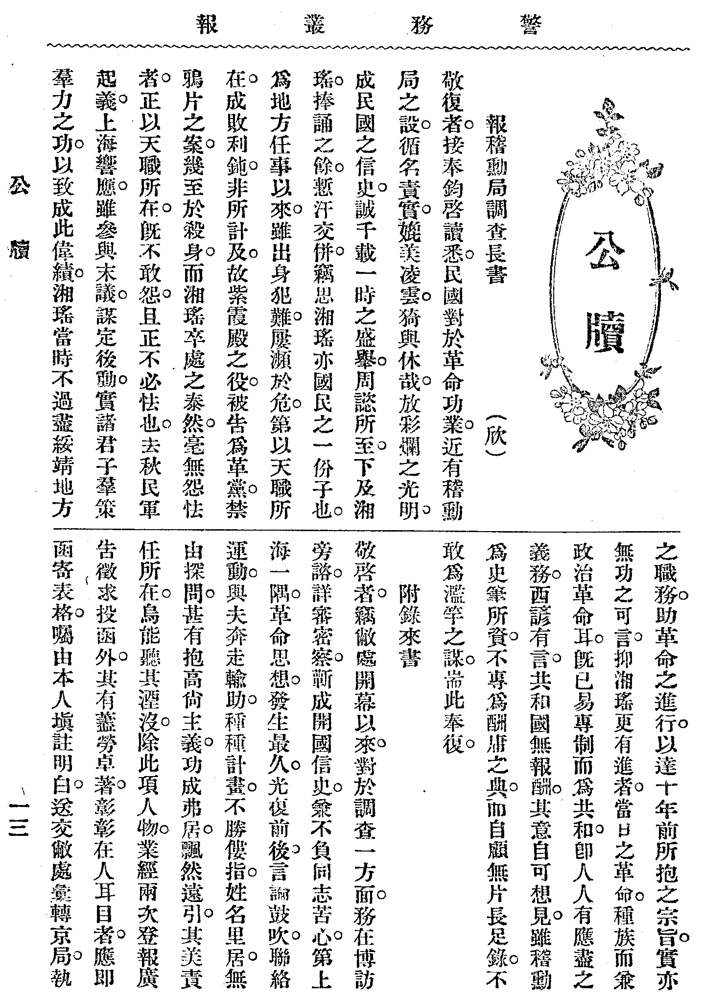 警務叢報
公牘
報稽勳局調查長書　（欣）
敬復者。接奉鈞啓讀悉。民國對於革命功業。近有稽勳
局之設。循名責實。媲美凌雲。猗與休哉。放彩爛之光明。
成民國之信史。誠千載一時之盛舉。周諮所至。下及湘
瑤。捧誦之餘。慙汗交併。竊思湘瑤亦國民之一份子也。
爲地方任事以來。雖出身犯難。屢瀕於危。第以天職所
在。成敗利鈍。非所計及。故紫霞殿之役。被告爲革黨。禁
鴉片之案。幾至於殺身。而湘瑤卒處之泰然。毫無怨怯
者。正以天職所在。旣不敢怨。且正不必怯也。去秋民軍
起義。上海響應。雖參與末議。謀定後動。實諸君子羣策
羣力之功。以致成此偉績。湘瑤當時不過盡綏靖地方
之職務。助革命之進行。以達十年前所抱之宗旨。實亦
無功之可言。抑湘瑤更有進者。當日之革命。種族而兼
政治革命耳。旣已易專制而爲共和。卽人人有應盡之
義務。西諺有言。共和國無報酬。其意自可想見。雖稽勳
爲史筆所資。不專爲酬庸之典。而自顧無片長足錄。不
敢爲濫竽之謀。耑此奉復。
附錄來書
敬啓者。竊敝處開幕以來。對於調查一方面。務在博訪
旁諮。詳審密察。蘄成開國信史。兼不負同志苦心。第上
海一隅。革命思想。發生最久。光復前後。言論鼓吹。聯絡
運動。與夫奔走輸助。種種計畫。不勝僂指。姓名里居。無
由探問。甚有抱高尙主義。功成弗居。飄然遠引。其美責
任所在。烏能聽其湮沒。除此項人物。業經兩次登報廣
告徵求投函外。其有藎勞卓著。彰彰在人耳目者。應卽
函寄表格。囑由本人塡註明白。送交敝處彙轉京局。執
公牘
一三